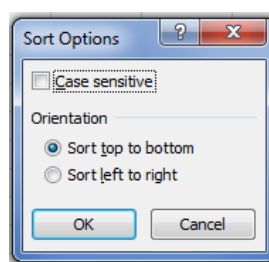 Sort Options
? X
Case sensitive
Orientation
Sort top to bottom
Sort left to right
OK Cancel